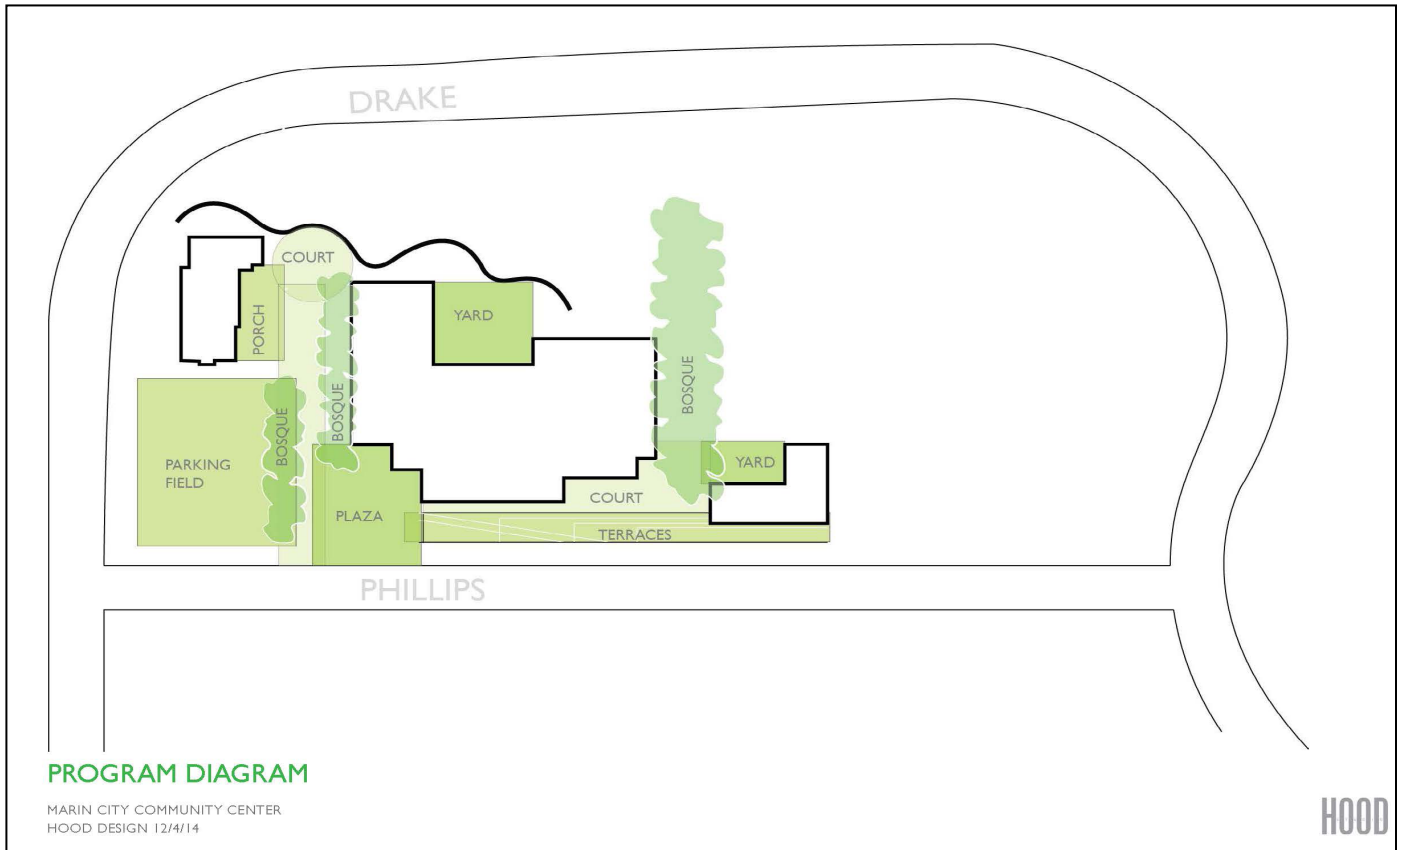 DRAKE
COURT
PORCH
YARD
BOSQUE
BOSQUE
BOSQUE
PARKING
FIELD
YARD
COURT
PLAZA
TERRACES
PHILLIPS
PROGRAM DIAGRAM
MARIN CITY COMMUNITY CENTER
HOOD DESIGN 12/4/14
HOOD